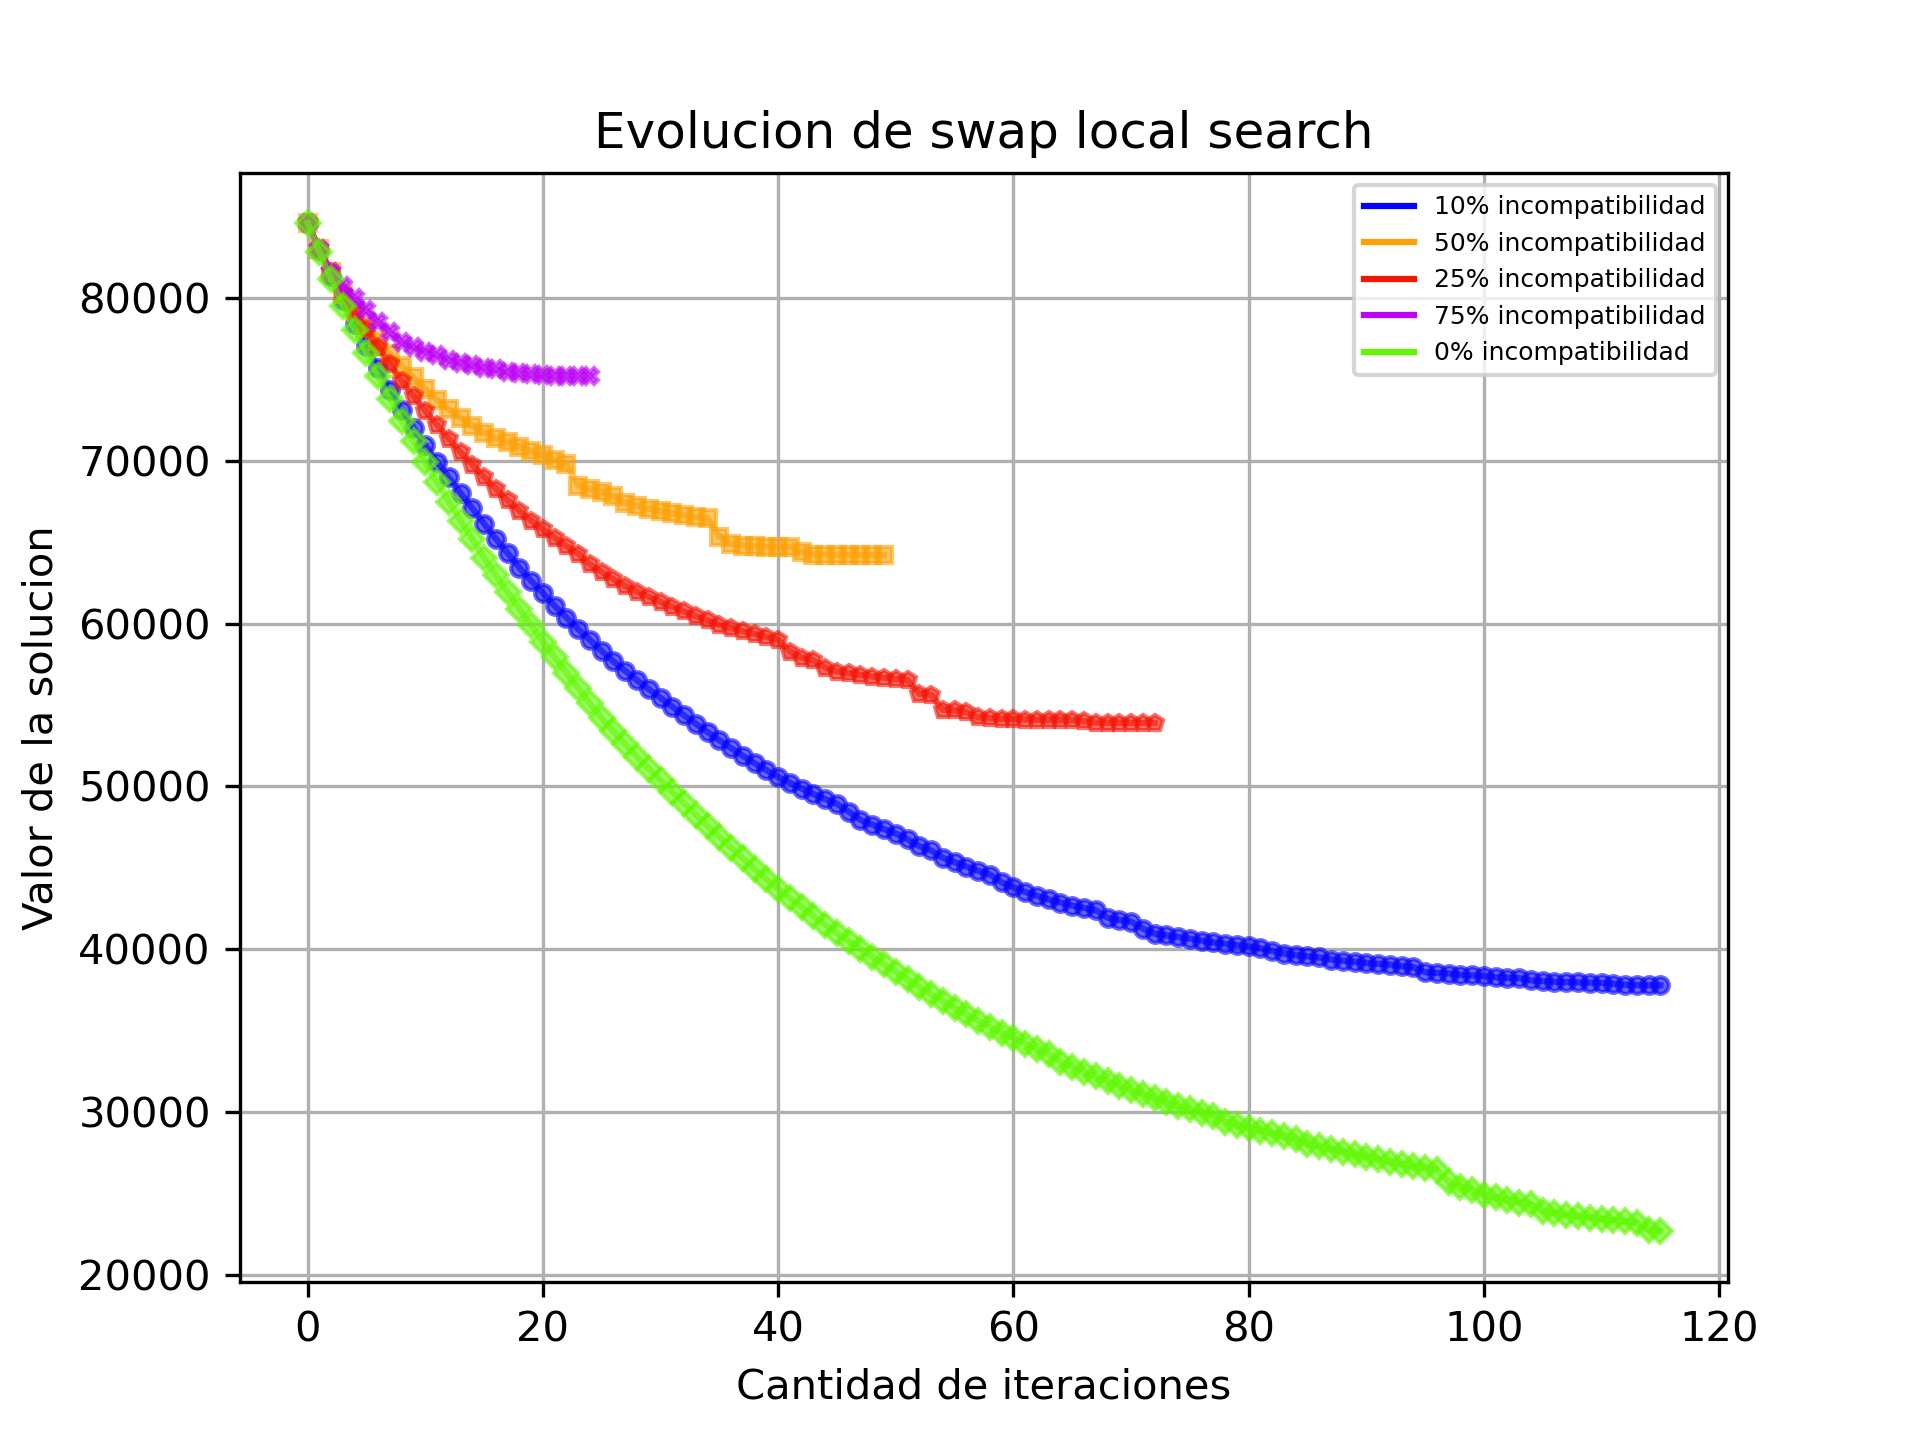 Evolucion de swap local search
10% incompatibilidad
50% incompatibilidad
25% incompatibilidad
75% incompatibilidad
0% incompatibilidad
Valor de la solucion
80000
70000
60000
50000
40000
30000
20000
0 20 40 60 80 100 120
Cantidad de iteraciones